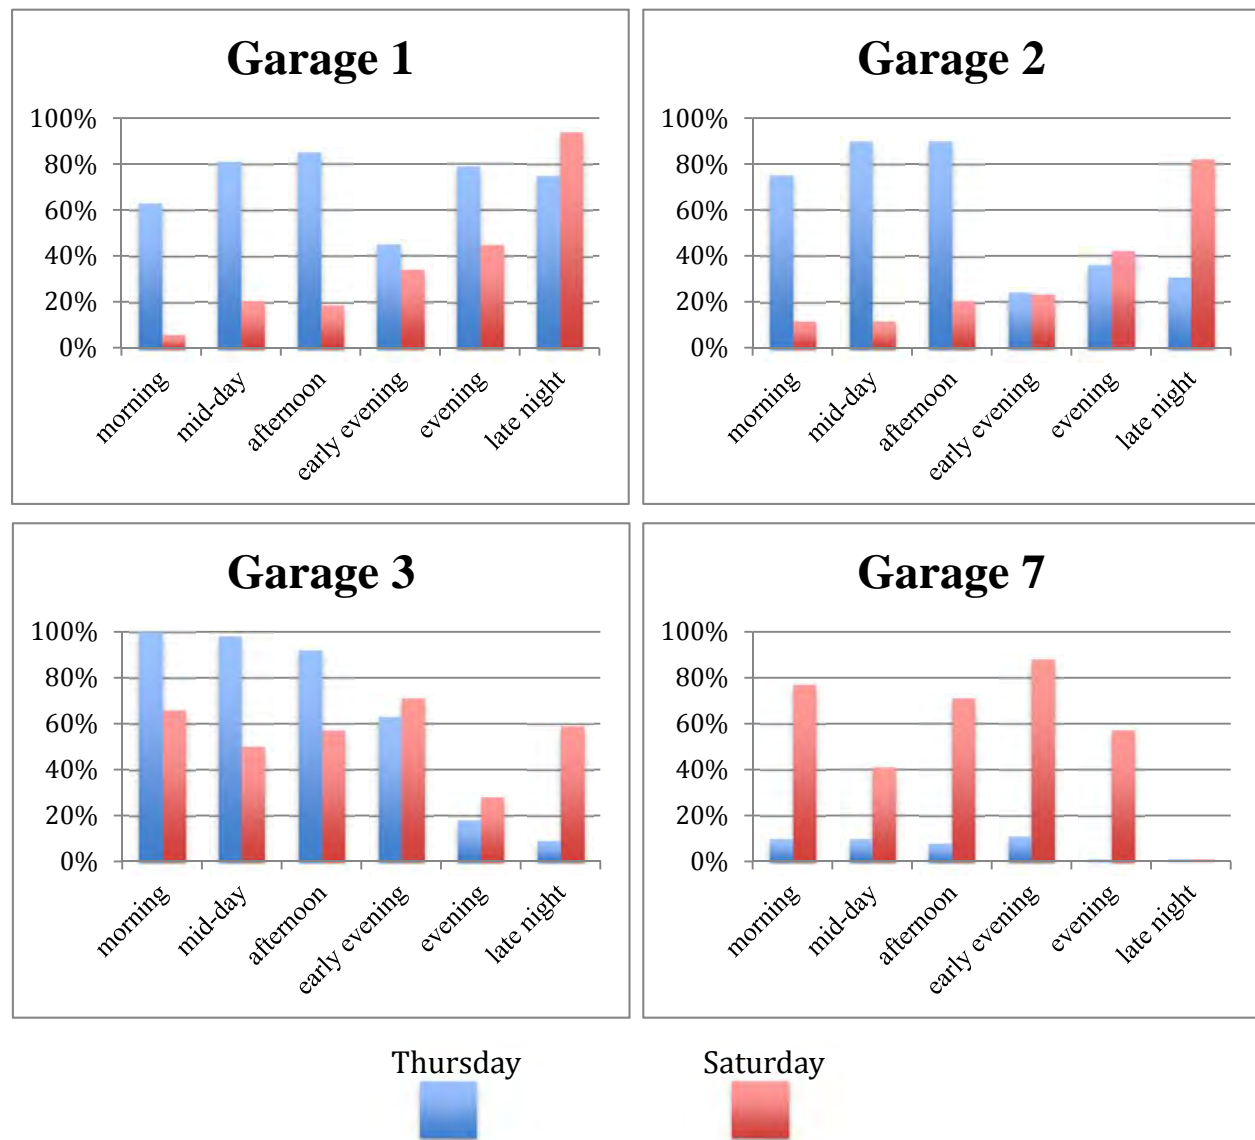 Garage 1
100%
80%
60%
40%
20%
0%
morning
mid-day
afternoon
early evening
evening
late night
Garage 2
100%
80%
60%
40%
20%
0%
morning
mid-day
afternoon
early evening
evening
late night
Garage 3
100%
80%
60%
40%
20%
0%
morning
mid-day
afternoon
early evening
evening
late night
Garage 7
100%
80%
60%
40%
20%
0%
morning
mid-day
afternoon
early evening
evening
late night
Thursday
Saturday